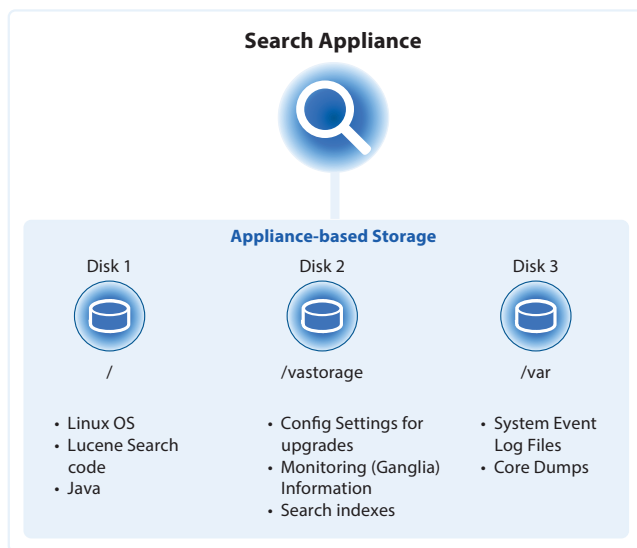 Search Appliance
Appliance-based Storage
Disk 1
/
• Linux OS
• Lucene Search
code
• Java
Disk 2
/vastorage
• Config Settings for
upgrades
• Monitoring (Ganglia)
Information
• Search indexes
Disk 3
/var
• System Event
Log Files
• Core Dumps